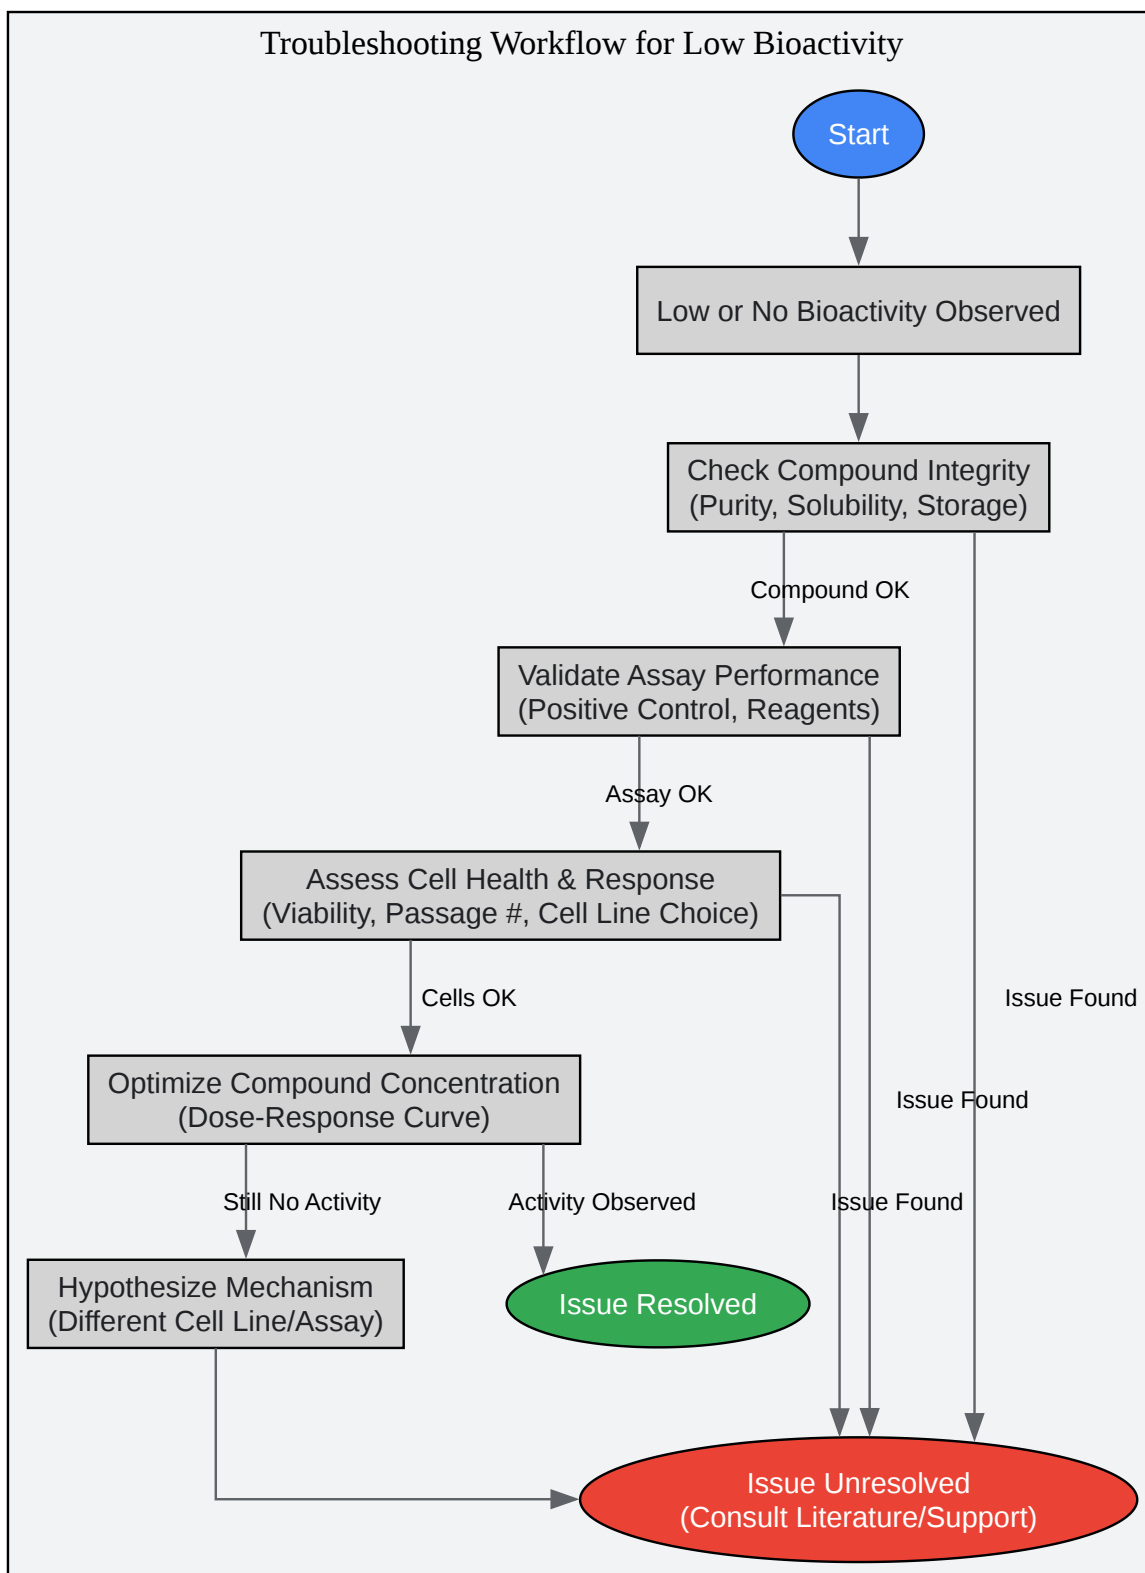 Troubleshooting Workflow for Low Bioactivity
Start
Low or No Bioactivity Observed
Check Compound Integrity
(Purity, Solubility, Storage)
Compound OK
Validate Assay Performance
(Positive Control, Reagents)
Assay OK
Assess Cell Health & Response
(Viability, Passage #, Cell Line Choice)
Cells OK
Issue Found
Optimize Compound Concentration
(Dose-Response Curve)
Issue Found
Still No Activity
Activity Observed
Issue Found
Hypothesize Mechanism
(Different Cell Line/Assay)
Issue Resolved
Issue Unresolved
(Consult Literature/Support)